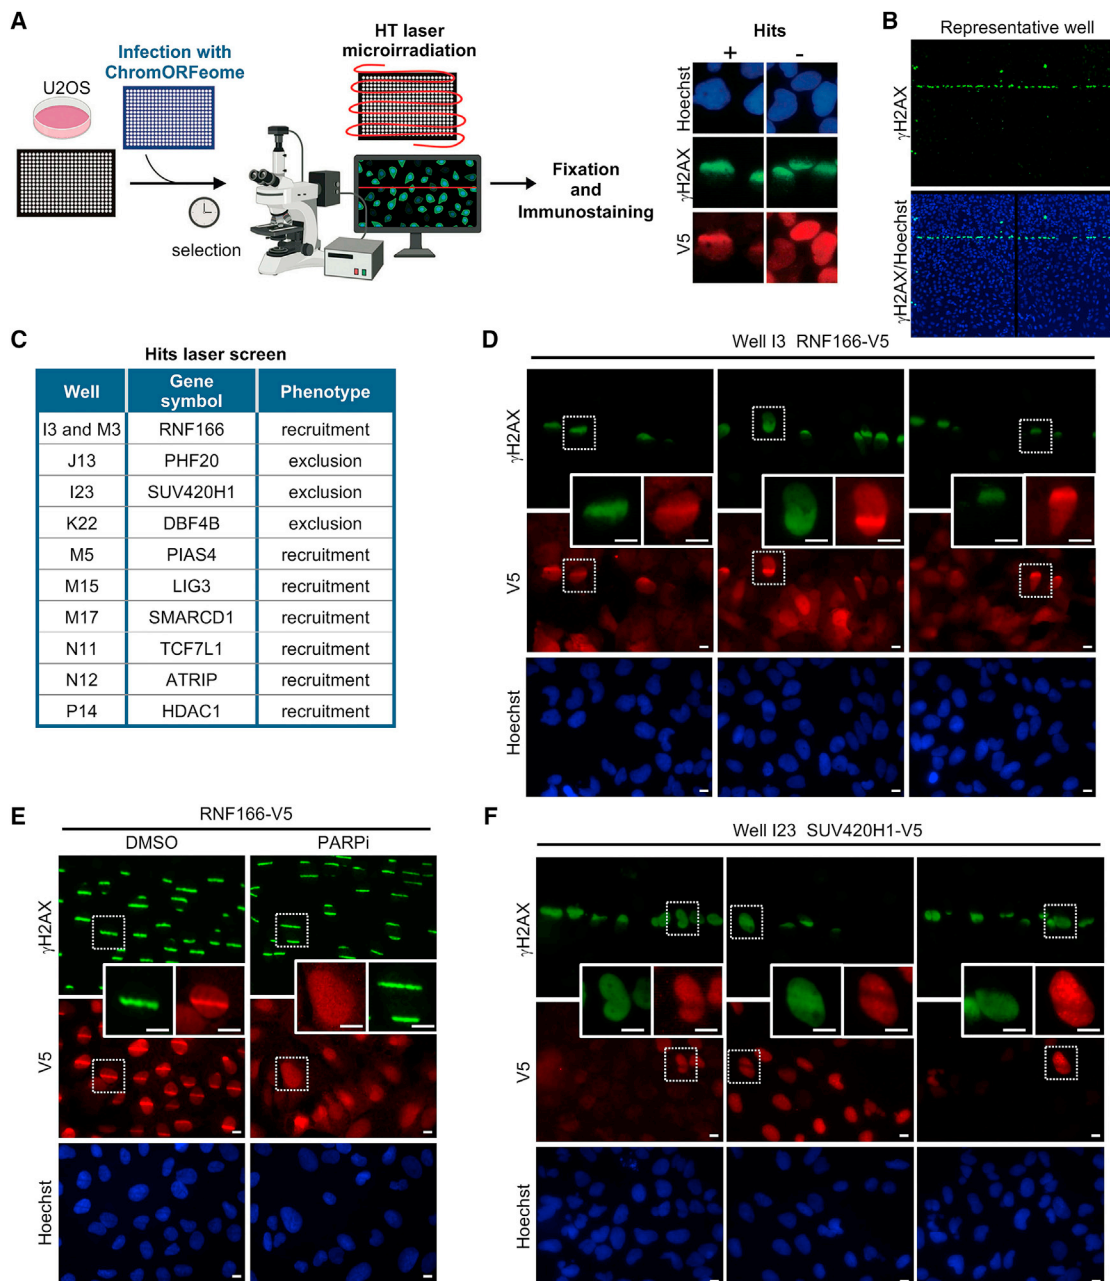 A
U2OS
Infection with
ChromORFeome
selection
HT laser
microirradiation
Fixation
and
Immunostaining
Hits
+ -
Hoechst
γH2AX
V5
B
Representative well
γH2AX
γH2AX/Hoechst
C
Hits laser screen
Well Gene symbol Phenotype
I3 and M3 RNF166 recruitment
J13 PHF20 exclusion
I23 SUV420H1 exclusion
K22 DBF4B exclusion
M5 PIAS4 recruitment
M15 LIG3 recruitment
M17 SMARCD1 recruitment
N11 TCF7L1 recruitment
N12 ATRIP recruitment
P14 HDAC1 recruitment
D
Well I3 RNF166-V5
γH2AX
V5
Hoechst
E
RNF166-V5
DMSO PARPi
γH2AX
V5
Hoechst
F
Well I23 SUV420H1-V5
γH2AX
V5
Hoechst